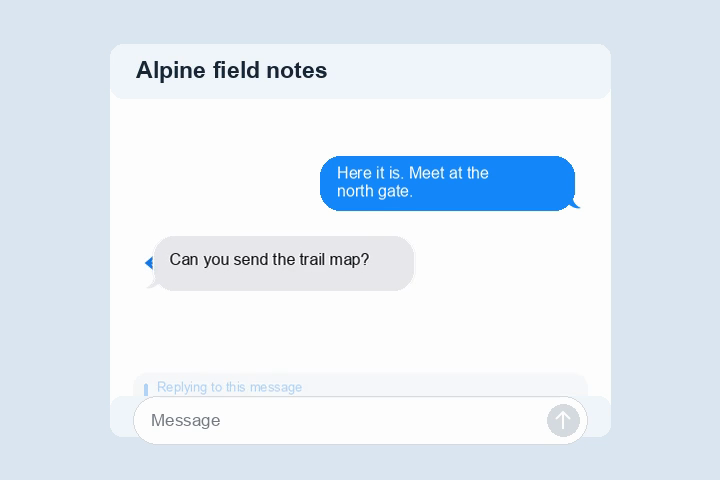 Alpine field notes
Here it is. Meet at the
north gate.
Can you send the trail map?
Replying to this message
Message